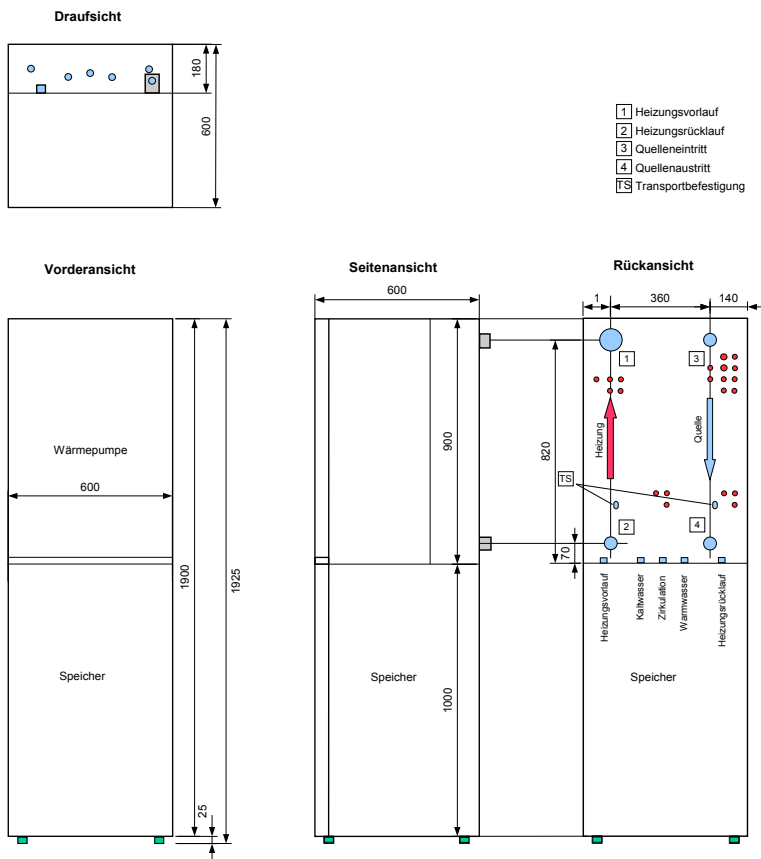 Draufsicht
180
600
1 Heizungsvorlauf
2 Heizungsrücklauf
3 Quelleneintritt
4 Quellenaustritt
TS Transportbefestigung
Vorderansicht
Wärmepumpe
600
Speicher
1900
1925
25
Seitenansicht
600
900
Speicher
1000
Rückansicht
1
360
140
820
70
1
3
Heizung
Quelle
TS
2
4
Heizungsvorlauf
Kaltwasser
Zirkulation
Warmwasser
Heizungsrücklauf
Speicher